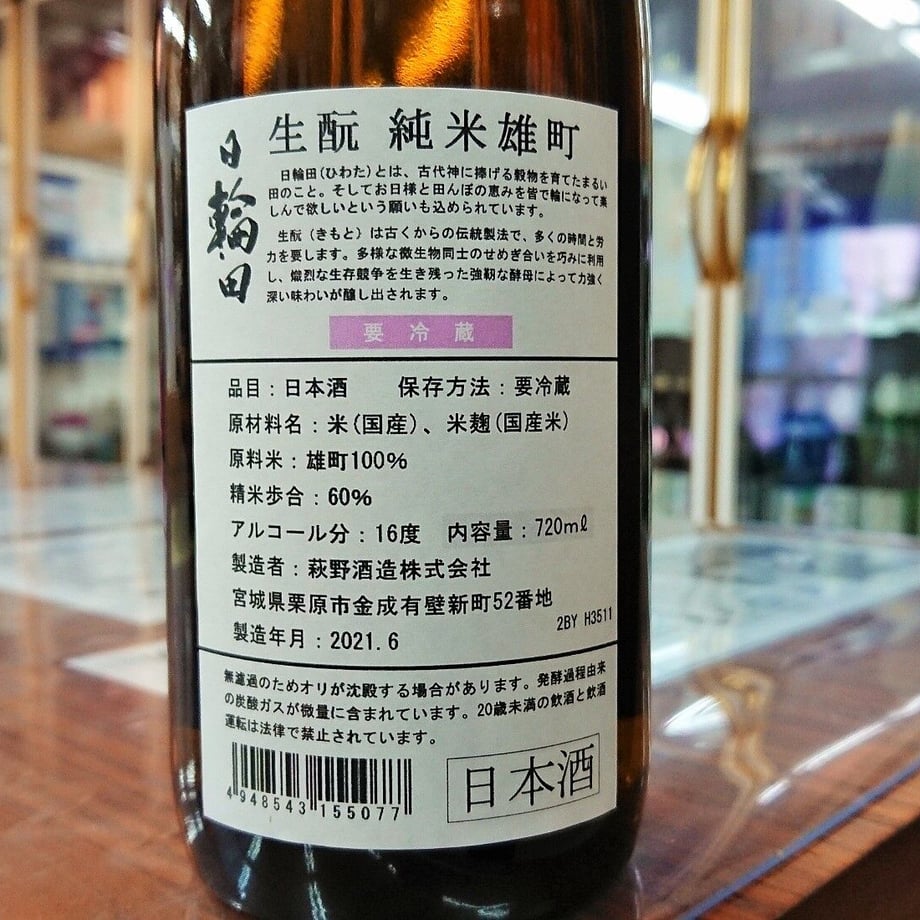 日輪田
生酛 純米雄町
日輪田(ひわた)とは、古代神に捧げる穀物を育てたまるい
田のこと。そしてお日様と田んぼの恵みを皆で輪になって楽
しんで欲しいという願いも込められています。
生酛(きもと)は古くからの伝統製法で、多くの時間と労
力を要します。多様な微生物同士のせめぎ合いを巧みに利用
し、熾烈な生存競争を生き残った強靭な酵母によって力強く
深い味わいが醸し出されます。
要冷蔵
品目:日本酒 保存方法:要冷蔵
原材料名:米(国産)、米麹(国産米)
原料米:雄町100%
精米歩合:60%
アルコール分:16度 内容量:720mℓ
製造者:萩野酒造株式会社
宮城県栗原市金成有壁新町52番地
2BY H3511
製造年月:2021.6
無濾過のためオリが沈殿する場合があります。発酵過程由来
の炭酸ガスが微量に含まれています。20歳未満の飲酒と飲酒
運転は法律で禁止されています。
4948543155077
日本酒